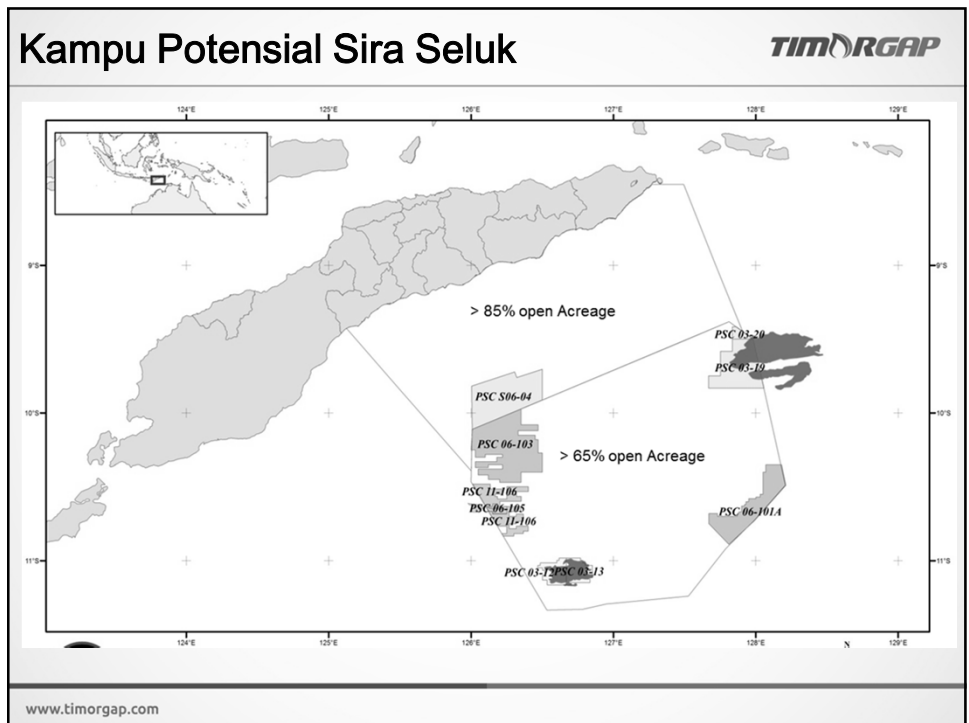 Kampu Potensial Sira Seluk
TIMORGAP
124°E 125°E 126°E 127°E 128°E 129°E
9°S 9°S
> 85% open Acreage
PSC 03-20
PSC 03-19
PSC S06-04
10°S 10°S
PSC 06-103
> 65% open Acreage
PSC 11-106
PSC 06-105
PSC 06-101A
PSC 11-106
11°S 11°S
PSC 03-12 PSC 03-13
124°E 125°E 126°E 127°E 128°E 129°E
N
www.timorgap.com